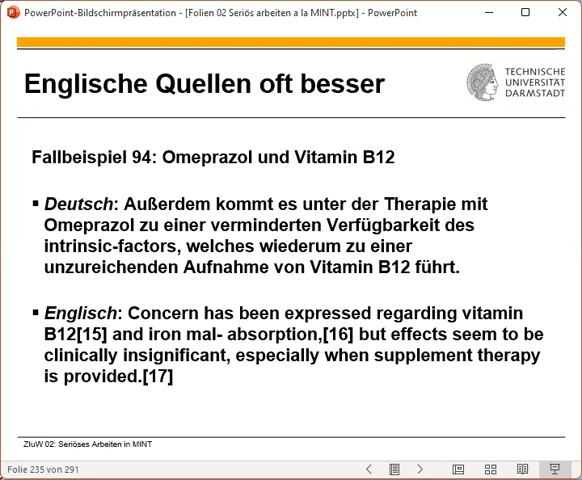 PowerPoint-Bildschirmpräsentation - [Folien 02 Seriös arbeiten a la MINT.pptx] - PowerPoint
Englische Quellen oft besser
TECHNISCHE
UNIVERSITÄT
DARMSTADT
Fallbeispiel 94: Omeprazol und Vitamin B12
▪ Deutsch: Außerdem kommt es unter der Therapie mit
Omeprazol zu einer verminderten Verfügbarkeit des
intrinsic-factors, welches wiederum zu einer
unzureichenden Aufnahme von Vitamin B12 führt.
▪ Englisch: Concern has been expressed regarding vitamin
B12[15] and iron mal- absorption,[16] but effects seem to be
clinically insignificant, especially when supplement therapy
is provided.[17]
ZIuW 02: Seriöses Arbeiten in MINT
Folie 235 von 291